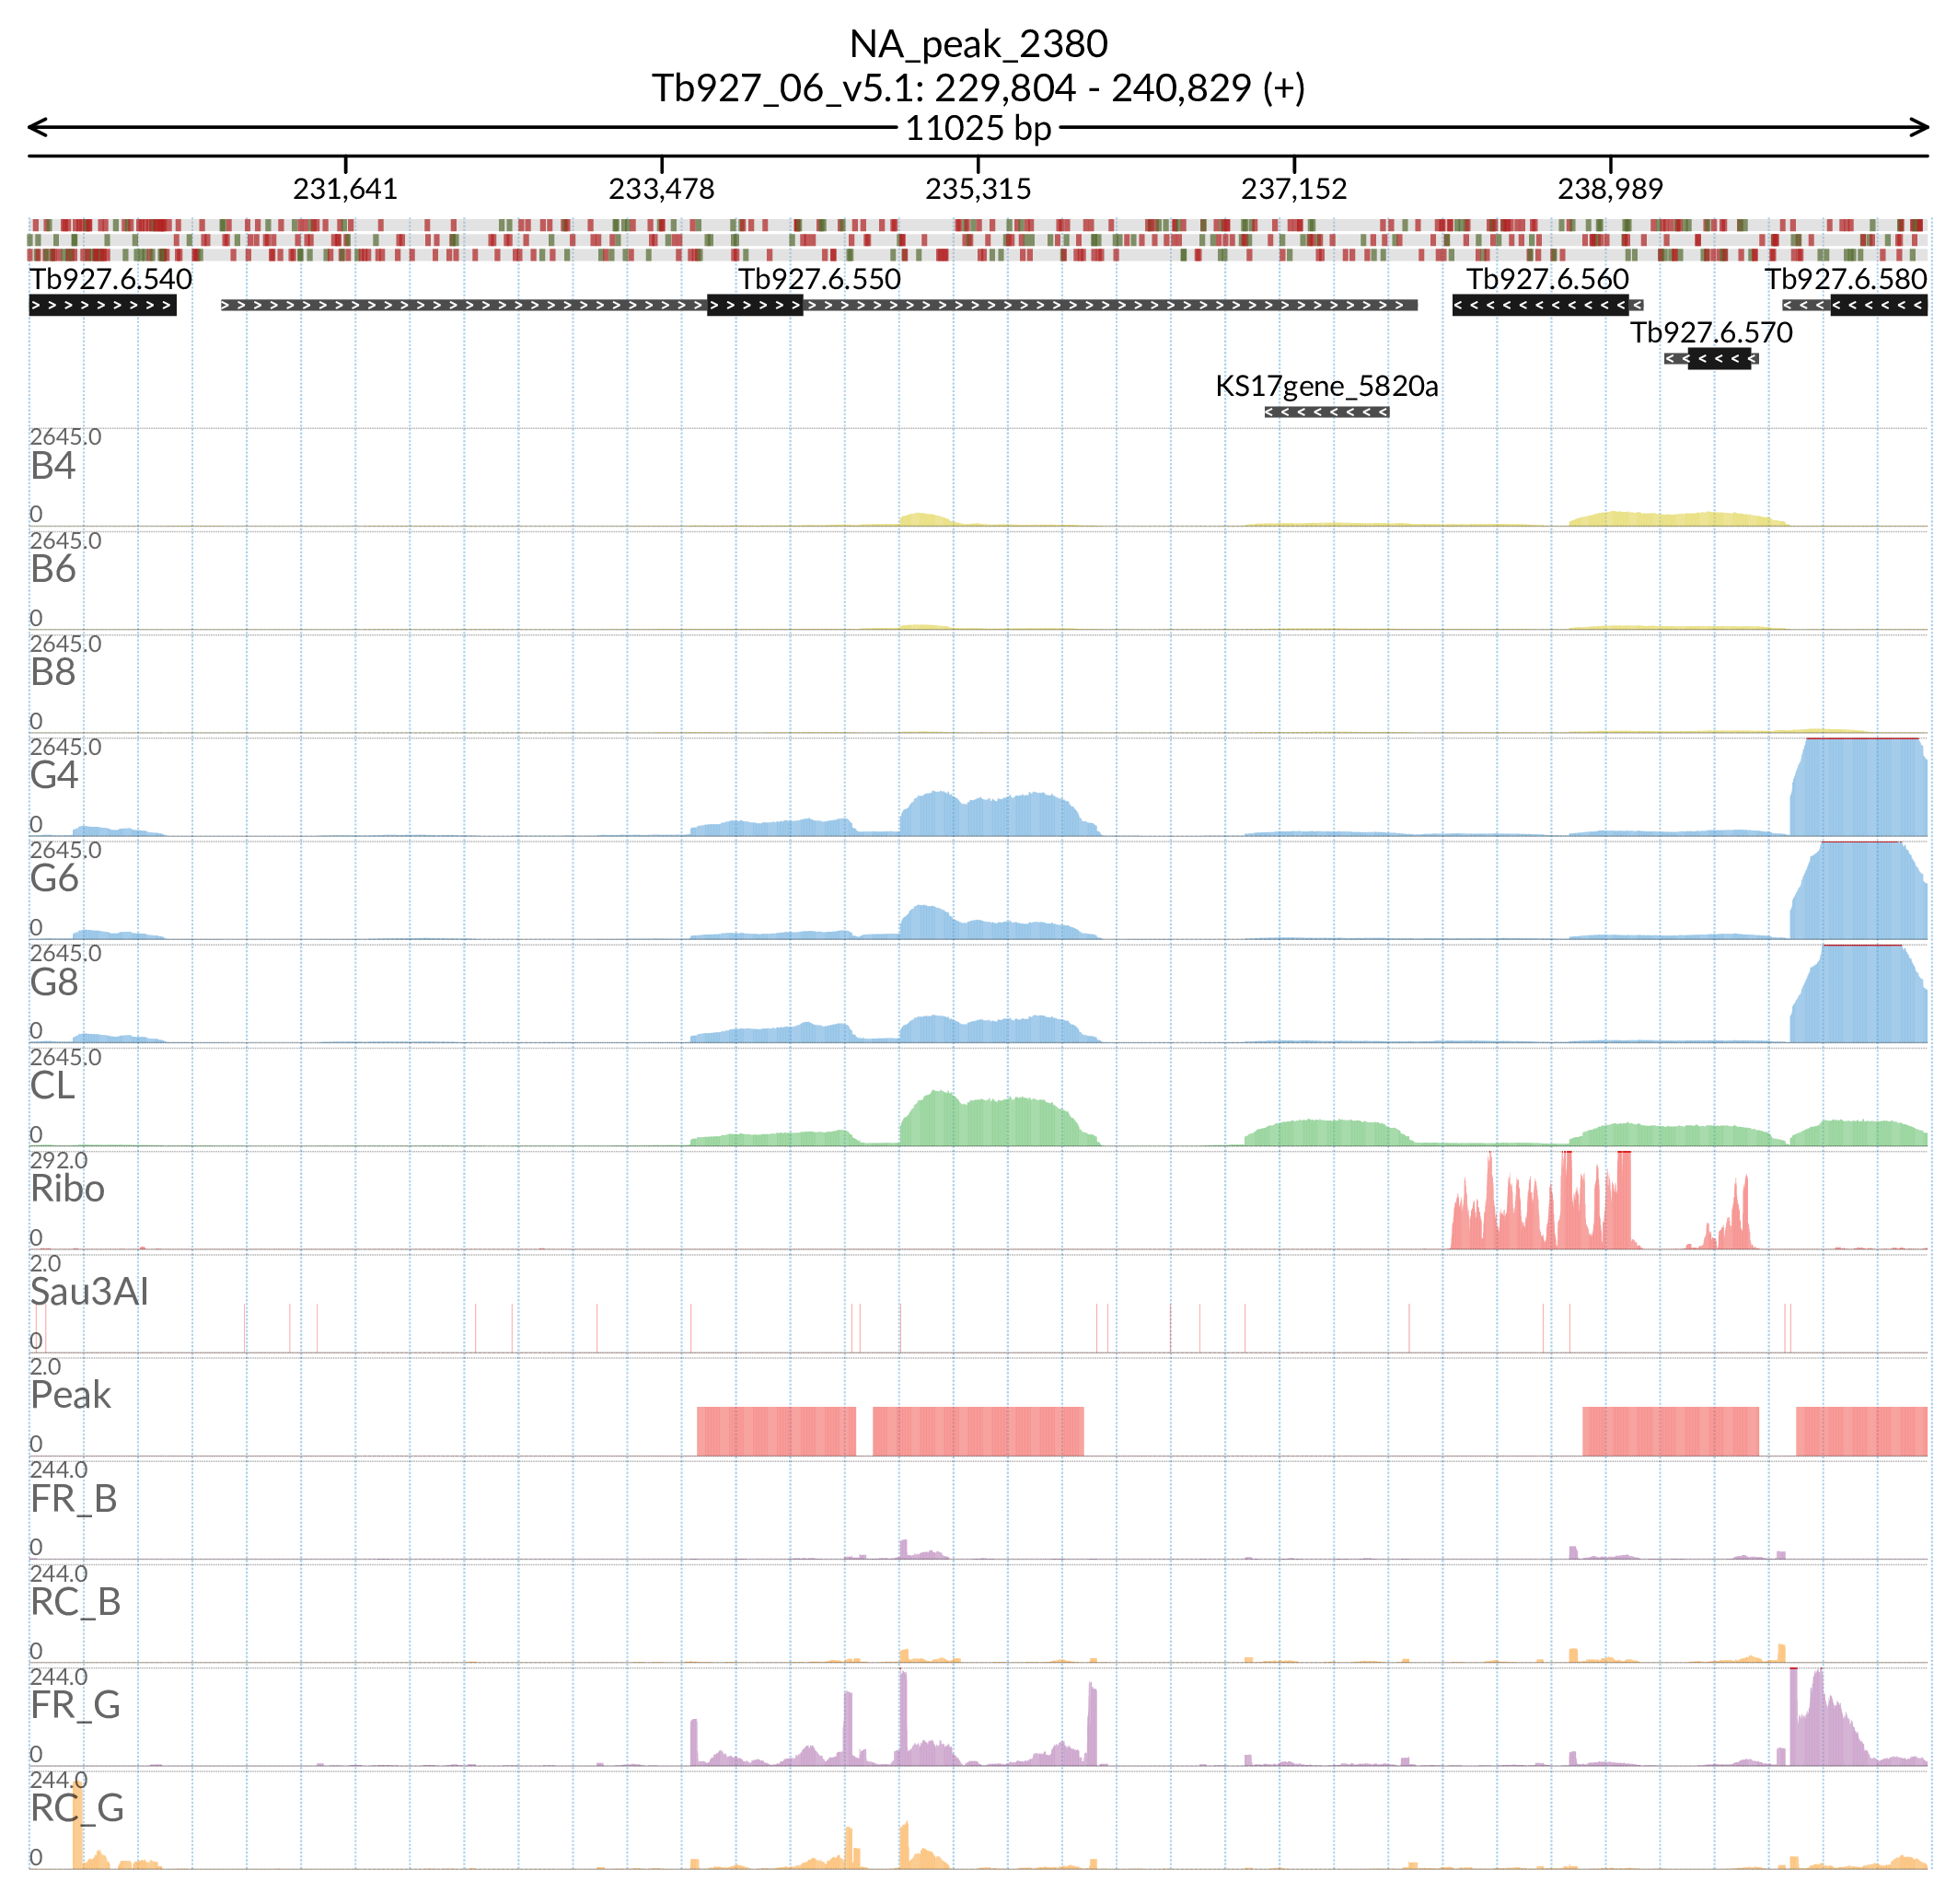 NA_peak_2380
Tb927_06_v5.1: 229,804 - 240,829 (+)
11025 bp
231,641 233,478 235,315 237,152 238,989
Tb927.6.540 Tb927.6.550 Tb927.6.560 Tb927.6.580
Tb927.6.570
KS17gene_5820a
2645.0
B4
0
2645.0
B6
0
2645.0
B8
0
2645.0
G4
0
2645.0
G6
0
2645.0
G8
0
2645.0
CL
0
292.0
Ribo
0
2.0
Sau3AI
0
2.0
Peak
0
244.0
FR_B
0
244.0
RC_B
0
244.0
FR_G
0
244.0
RC_G
0